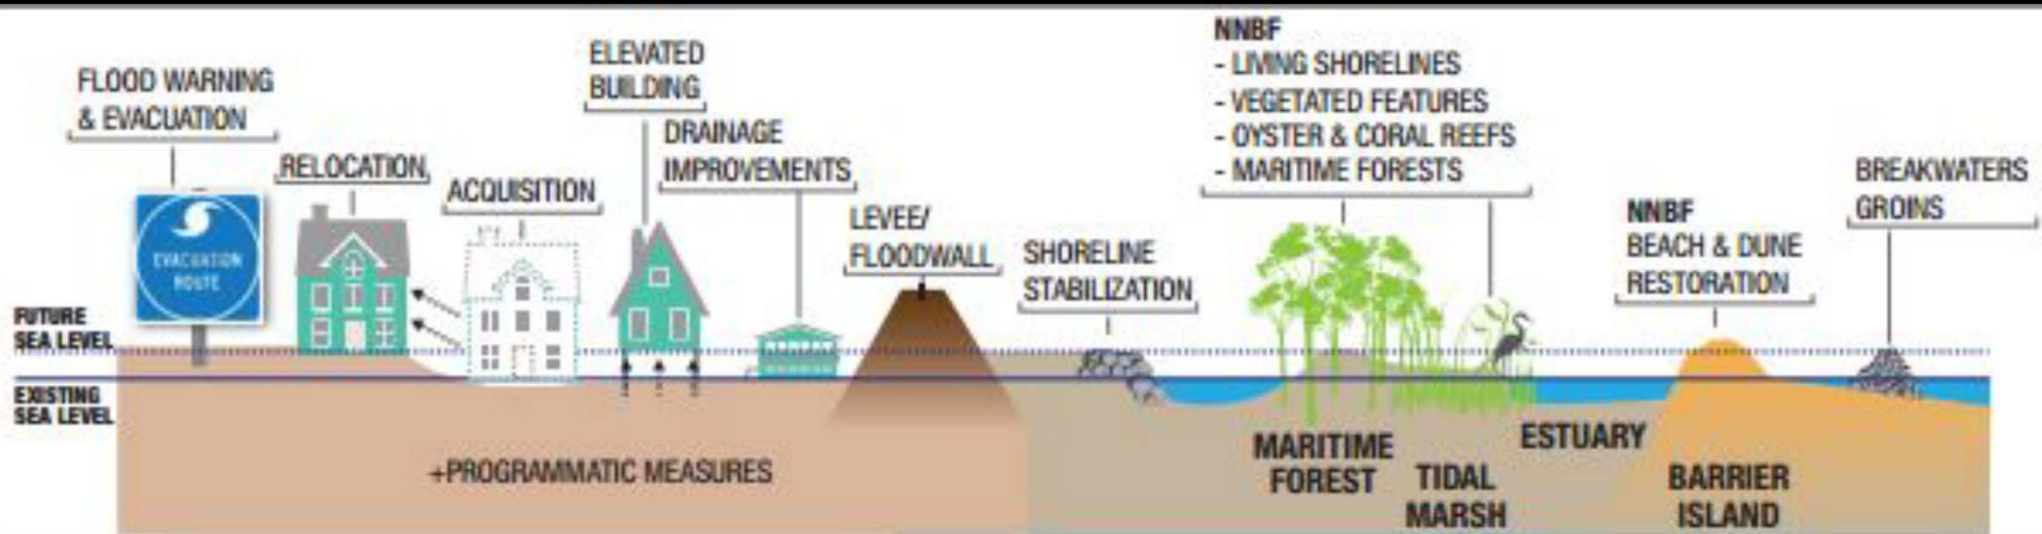 FLOOD WARNING
& EVACUATION
RELOCATION
ACQUISITION
ELEVATED
BUILDING
DRAINAGE
IMPROVEMENTS
LEVEE/
FLOODWALL
SHORELINE
STABILIZATION
NNBF
- LIVING SHORELINES
- VEGETATED FEATURES
- OYSTER & CORAL REEFS
- MARITIME FORESTS
NNBF
BEACH & DUNE
RESTORATION
BREAKWATERS
GROINS
EVACUATION
ROUTE
FUTURE
SEA LEVEL
EXISTING
SEA LEVEL
+PROGRAMMATIC MEASURES
MARITIME
FOREST
TIDAL
MARSH
ESTUARY
BARRIER
ISLAND